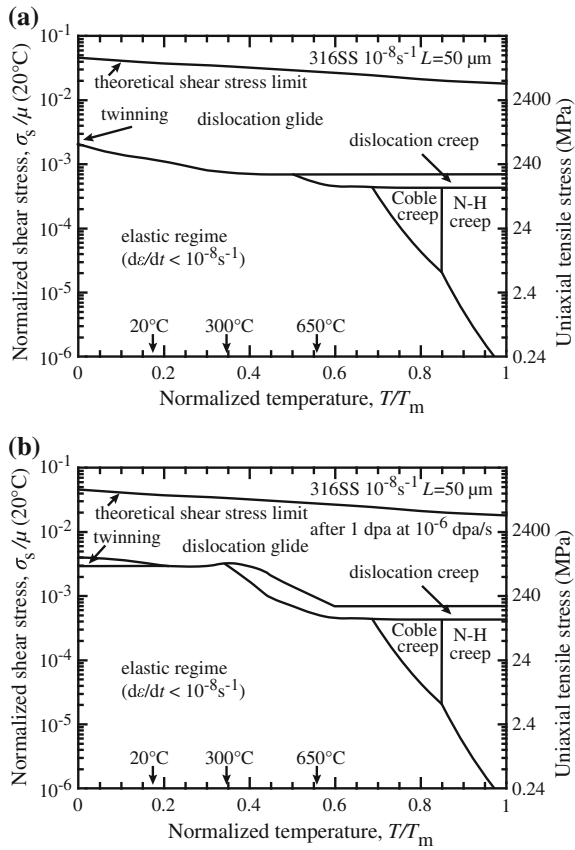 (a)
10⁻¹
316SS 10⁻⁸s⁻¹ L=50 μm
theoretical shear stress limit
10⁻²
2400
twinning
dislocation glide
10⁻³
240
dislocation creep
Coble
creep
N-H
creep
10⁻⁴
24
elastic regime
(dε/dt < 10⁻⁸s⁻¹)
10⁻⁵
2.4
20°C
300°C
650°C
10⁻⁶
0.24
0
0.2
0.4
0.6
0.8
1
Normalized temperature, T/Tₘ
Normalized shear stress, σₛ/μ (20°C)
Uniaxial tensile stress (MPa)
(b)
10⁻¹
316SS 10⁻⁸s⁻¹ L=50 μm
theoretical shear stress limit
after 1 dpa at 10⁻⁶ dpa/s
10⁻²
2400
twinning
dislocation glide
10⁻³
240
dislocation creep
Coble
creep
N-H
creep
10⁻⁴
24
elastic regime
(dε/dt < 10⁻⁸s⁻¹)
10⁻⁵
2.4
20°C
300°C
650°C
10⁻⁶
0.24
0
0.2
0.4
0.6
0.8
1
Normalized temperature, T/Tₘ
Normalized shear stress, σₛ/μ (20°C)
Uniaxial tensile stress (MPa)